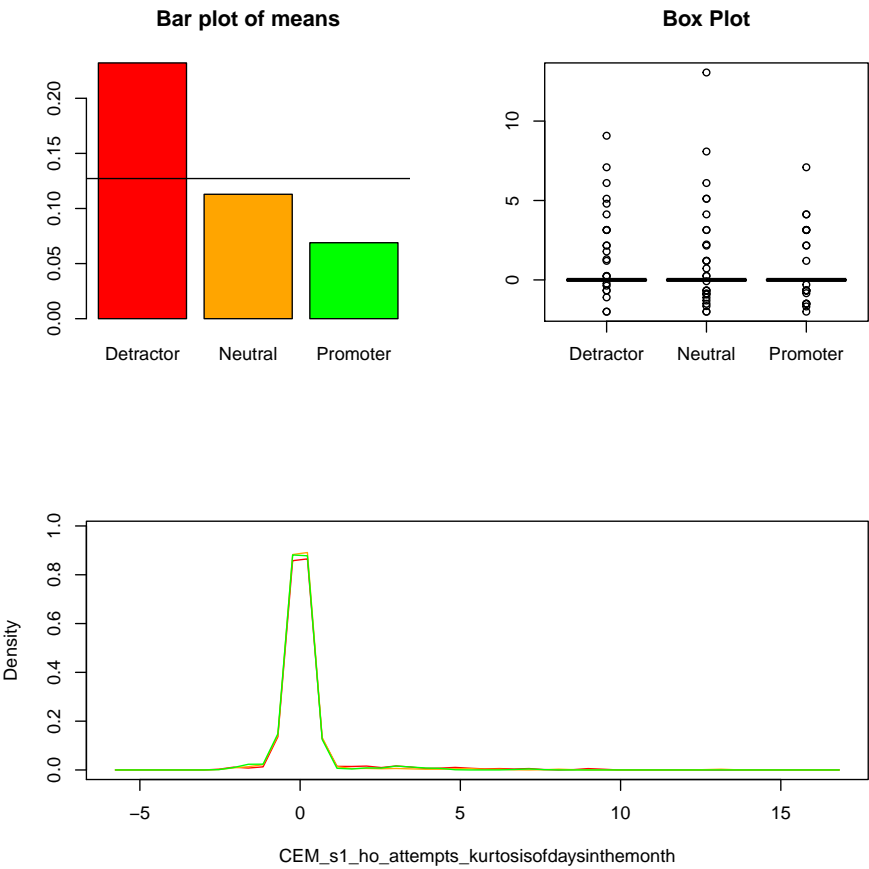 Bar plot of means
0.00
0.05
0.10
0.15
0.20
Detractor Neutral Promoter
Box Plot
0
5
10
Detractor Neutral Promoter
Density
0.0
0.2
0.4
0.6
0.8
1.0
−5 0 5 10 15
CEM_s1_ho_attempts_kurtosisofdaysinthemonth